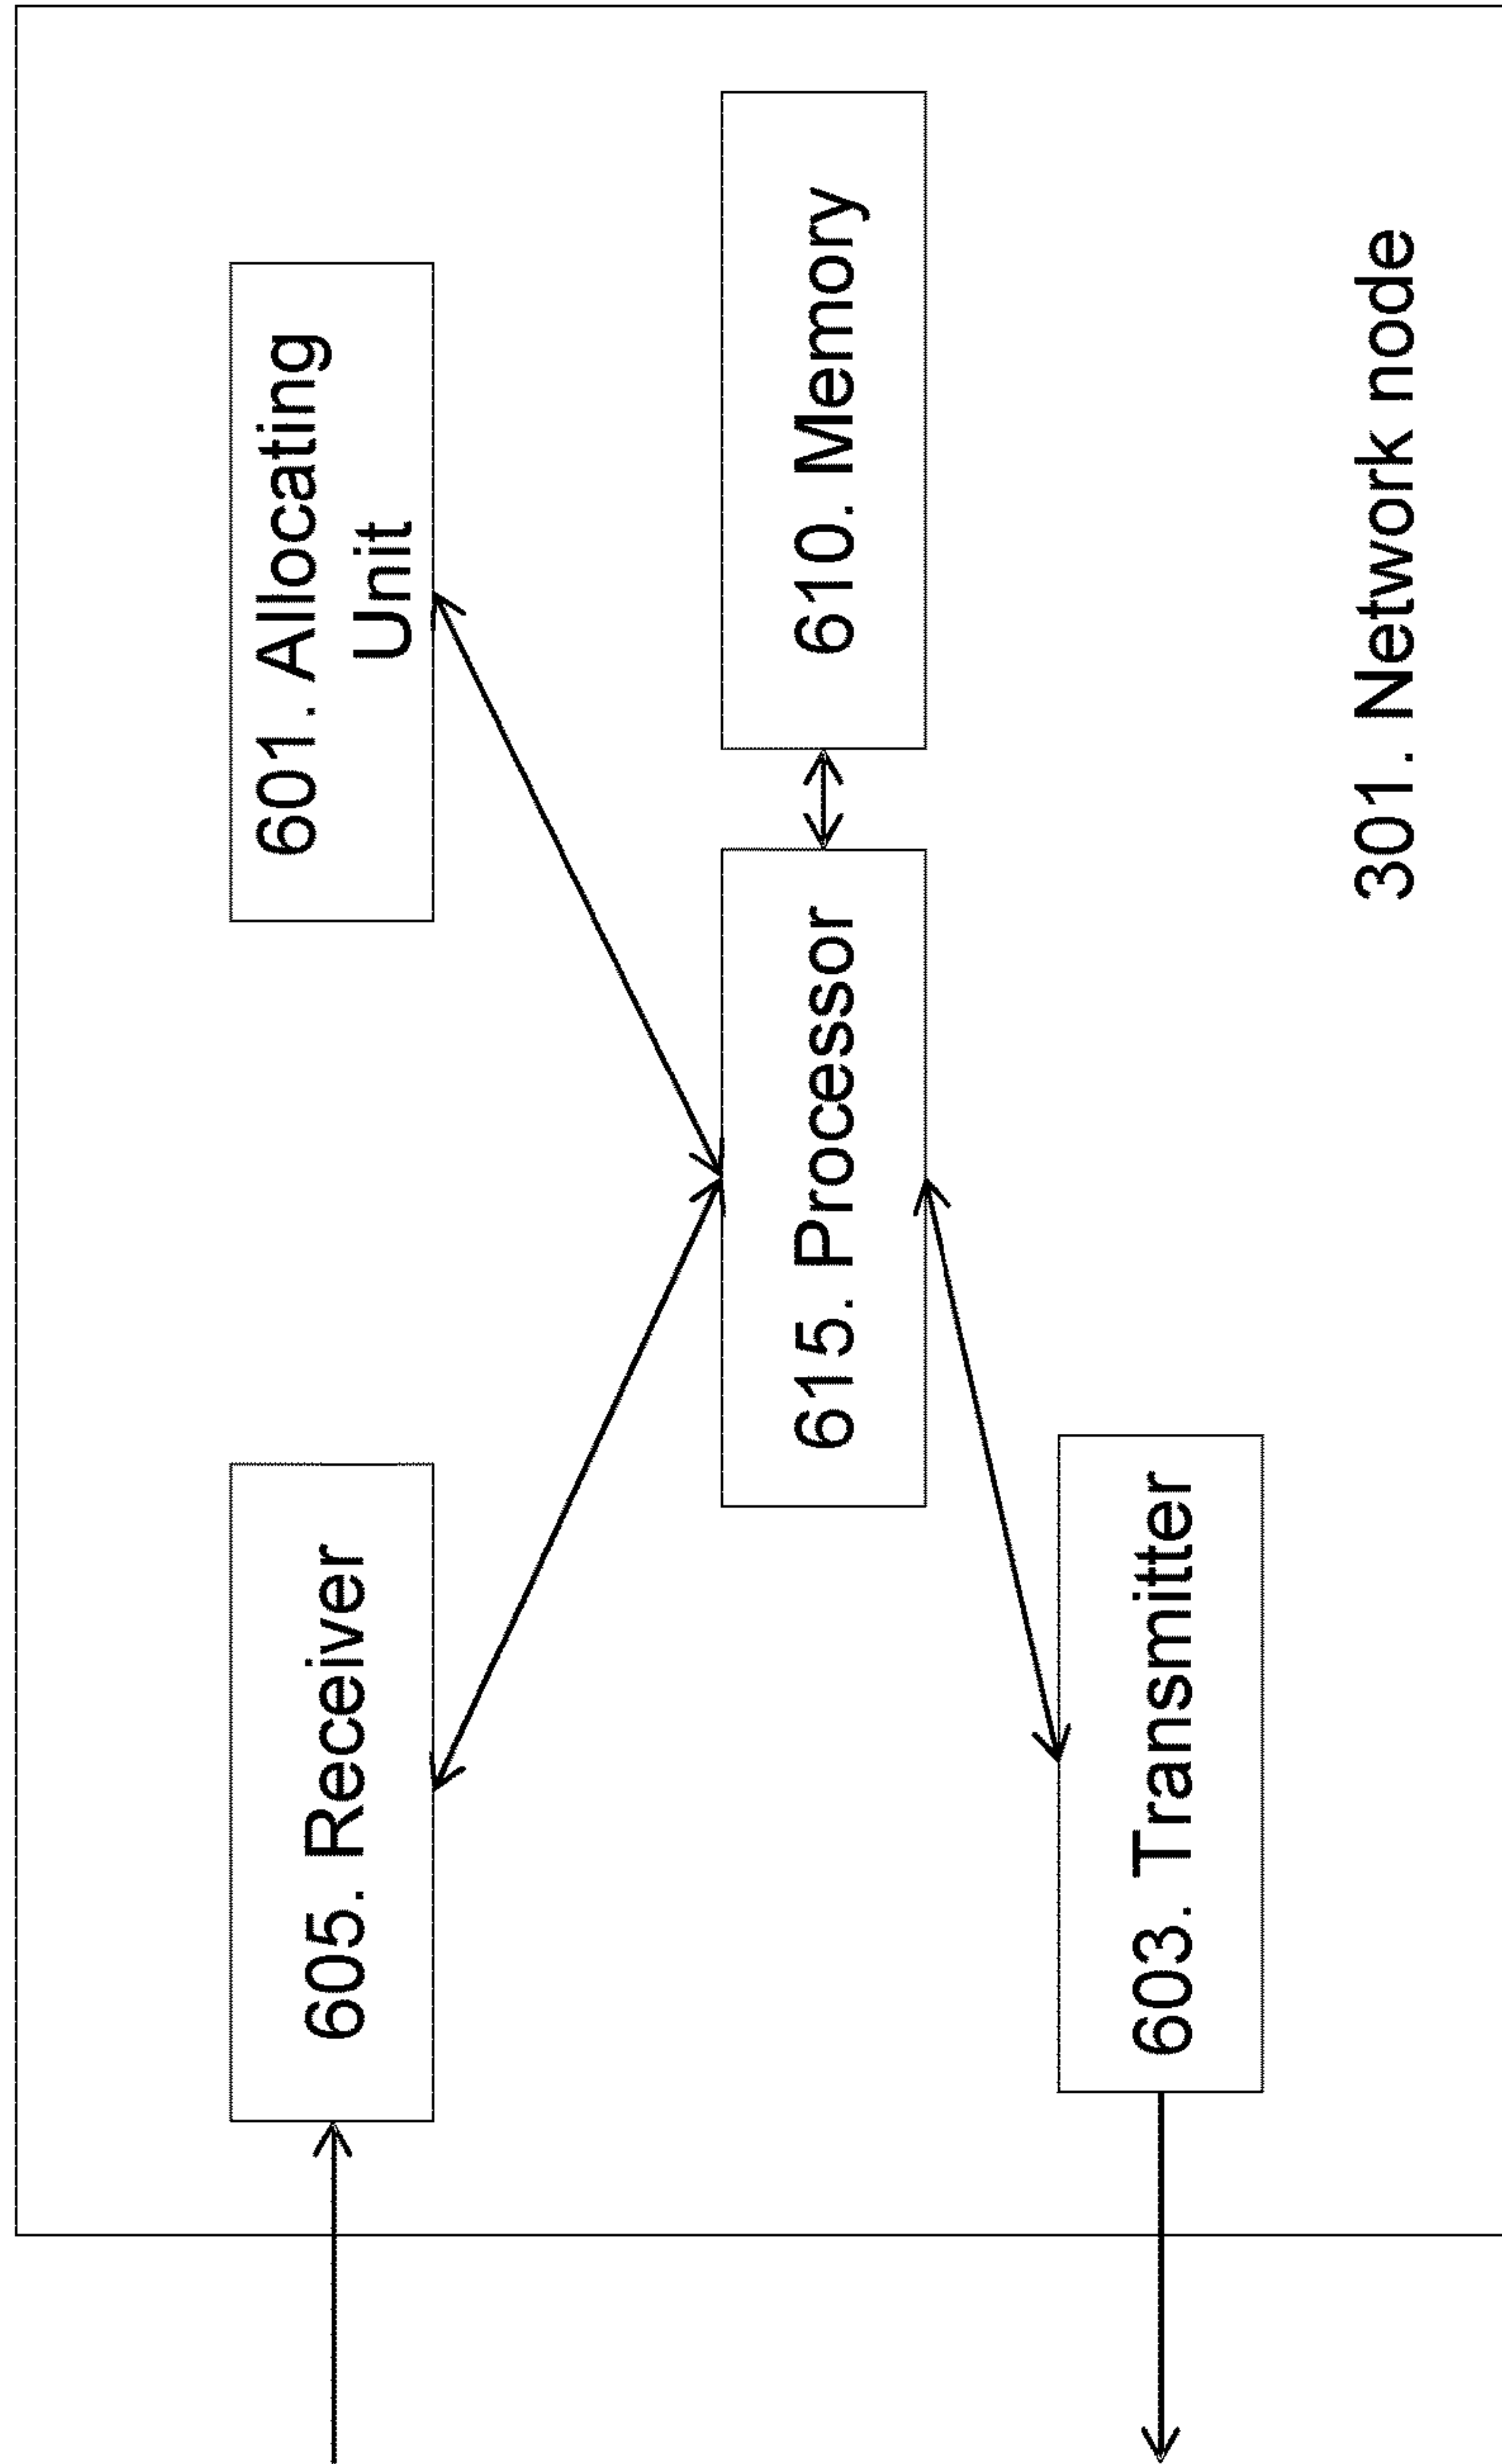 605. Receiver
601. Allocating
Unit
615. Processor
610. Memory
603. Transmitter
301. Network node